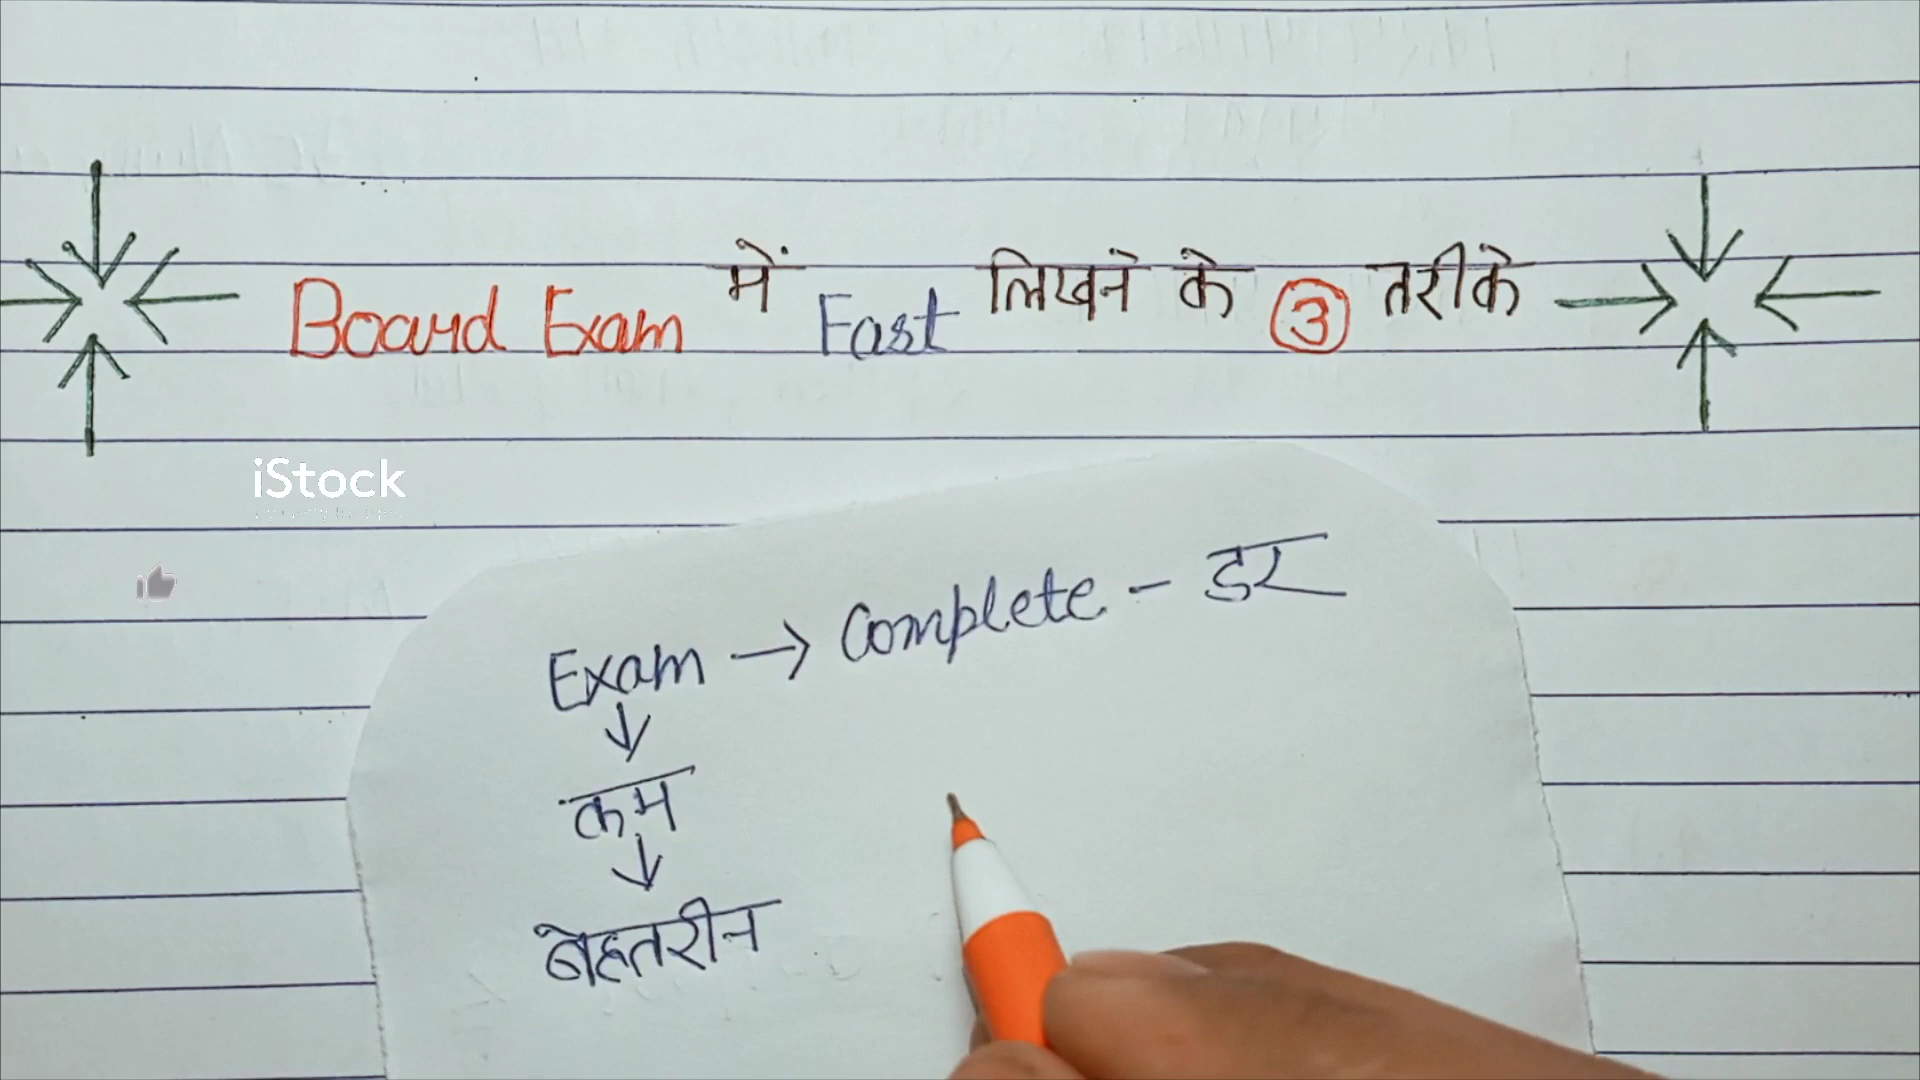 Board Exam में Fast लिखने के 3 तरीके
iStock
Exam → Complete - डर
↓
कम
↓
बेहतरीन